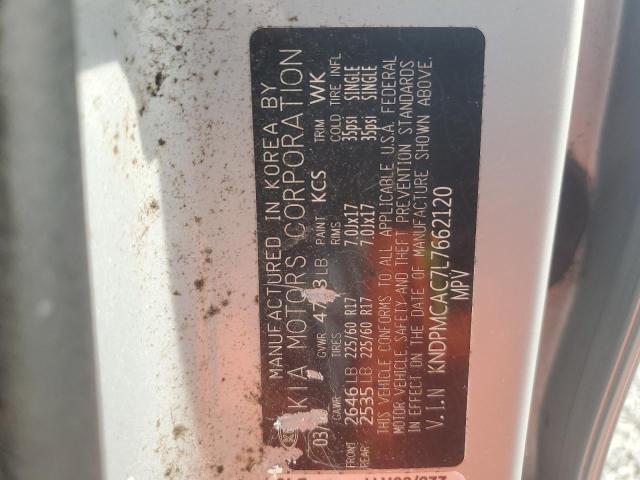 MANUFACTURED IN KOREA BY
KIA MOTORS CORPORATION
03/
GVWR LB PAINT KCS TRIM WK
GAWR TIRES RIMS COLD TIRE INFL
FRONT 2646 LB 225/60 R17 7.0JX17 35psi SINGLE
REAR 2535 LB 225/60 R17 7.0JX17 35psi SINGLE
THIS VEHICLE CONFORMS TO ALL APPLICABLE U.S.A. FEDERAL
MOTOR VEHICLE SAFETY AND THEFT PREVENTION STANDARDS
IN EFFECT ON THE DATE OF MANUFACTURE SHOWN ABOVE.
V.I.N KNDPMCAC7L7662120
MPV